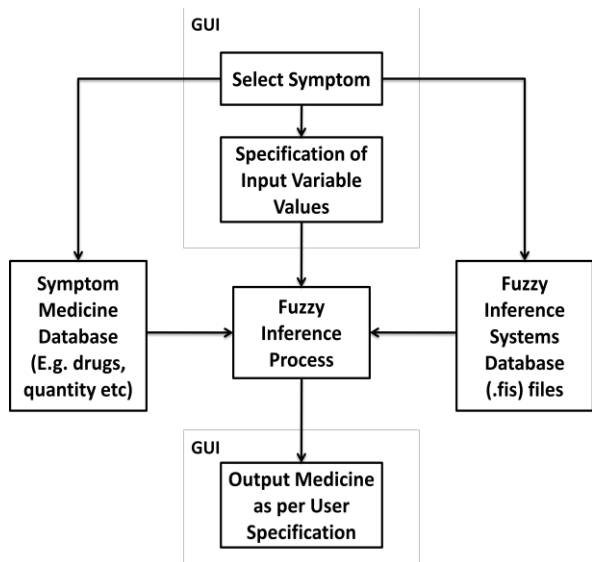 GUI
Select Symptom
Specification of
Input Variable
Values
Symptom
Medicine
Database
(E.g. drugs,
quantity etc)
Fuzzy
Inference
Process
Fuzzy
Inference
Systems
Database
(.fis) files
GUI
Output Medicine
as per User
Specification